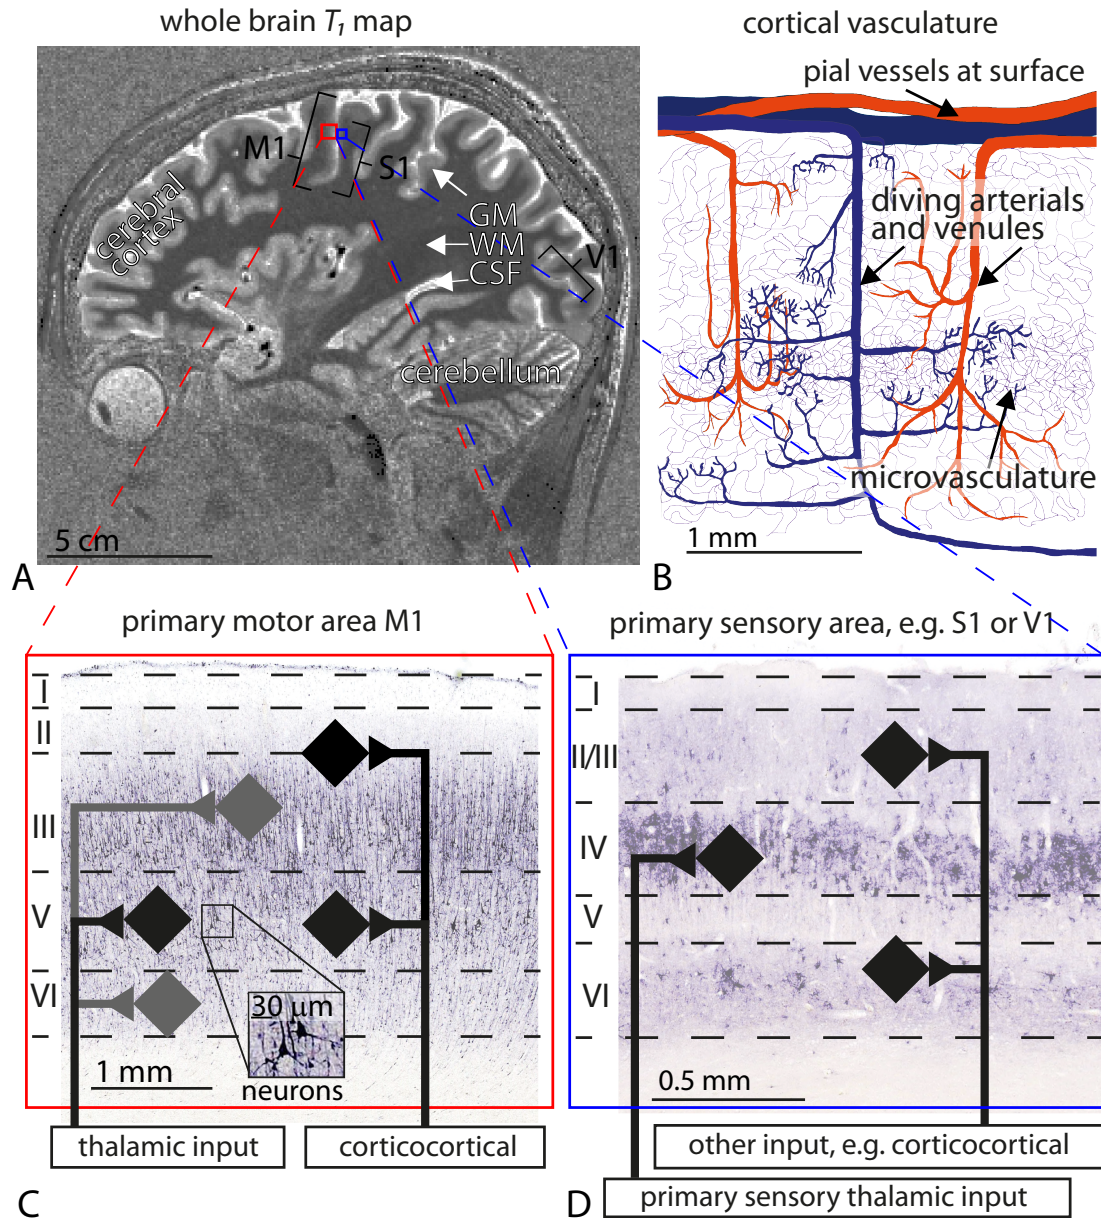 whole brain T₁ map
cortical vasculature
pial vessels at surface
M1
S1
cerebral
cortex
GM
WM
CSF
V1
cerebellum
5 cm
A
diving arterials
and venules
microvasculature
1 mm
B
primary motor area M1
I
II
III
V
VI
30 µm
neurons
1 mm
thalamic input
corticocortical
C
primary sensory area, e.g. S1 or V1
I
II/III
IV
V
VI
0.5 mm
other input, e.g. corticocortical
primary sensory thalamic input
D